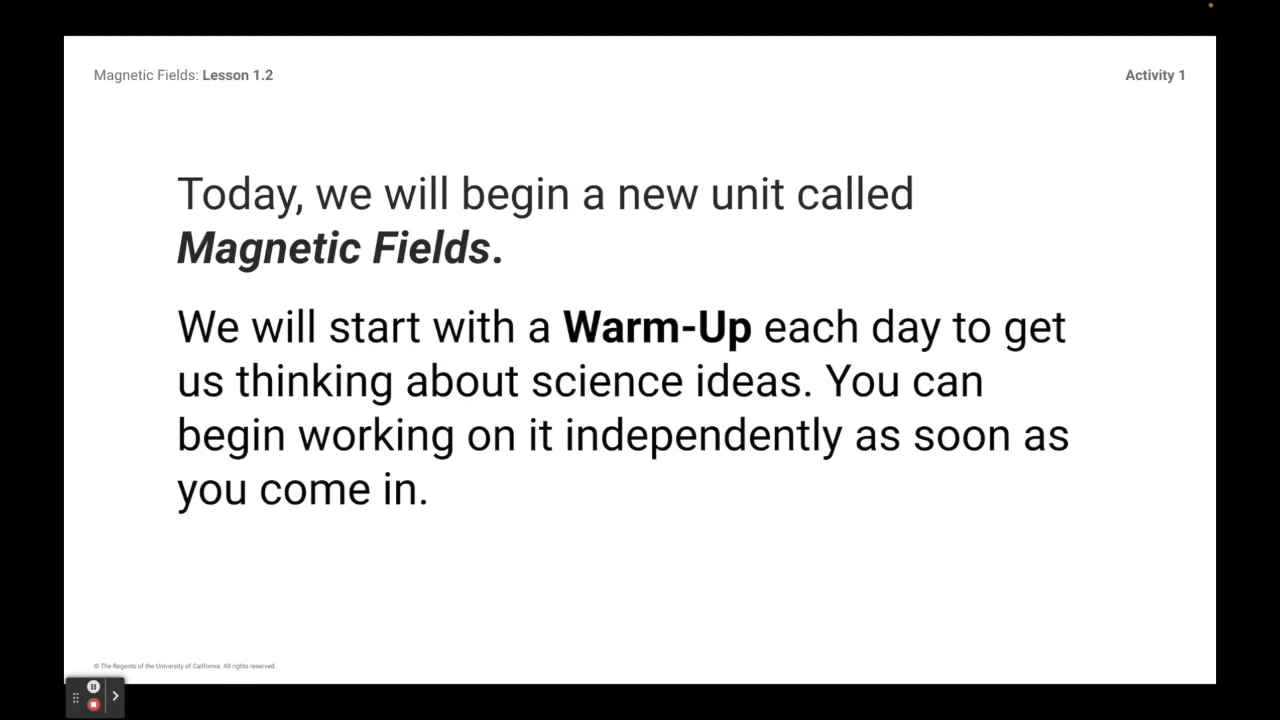 Magnetic Fields: Lesson 1.2
Activity 1
Today, we will begin a new unit called
Magnetic Fields.
We will start with a Warm-Up each day to get
us thinking about science ideas. You can
begin working on it independently as soon as
you come in.
© The Regents of the University of California. All rights reserved.